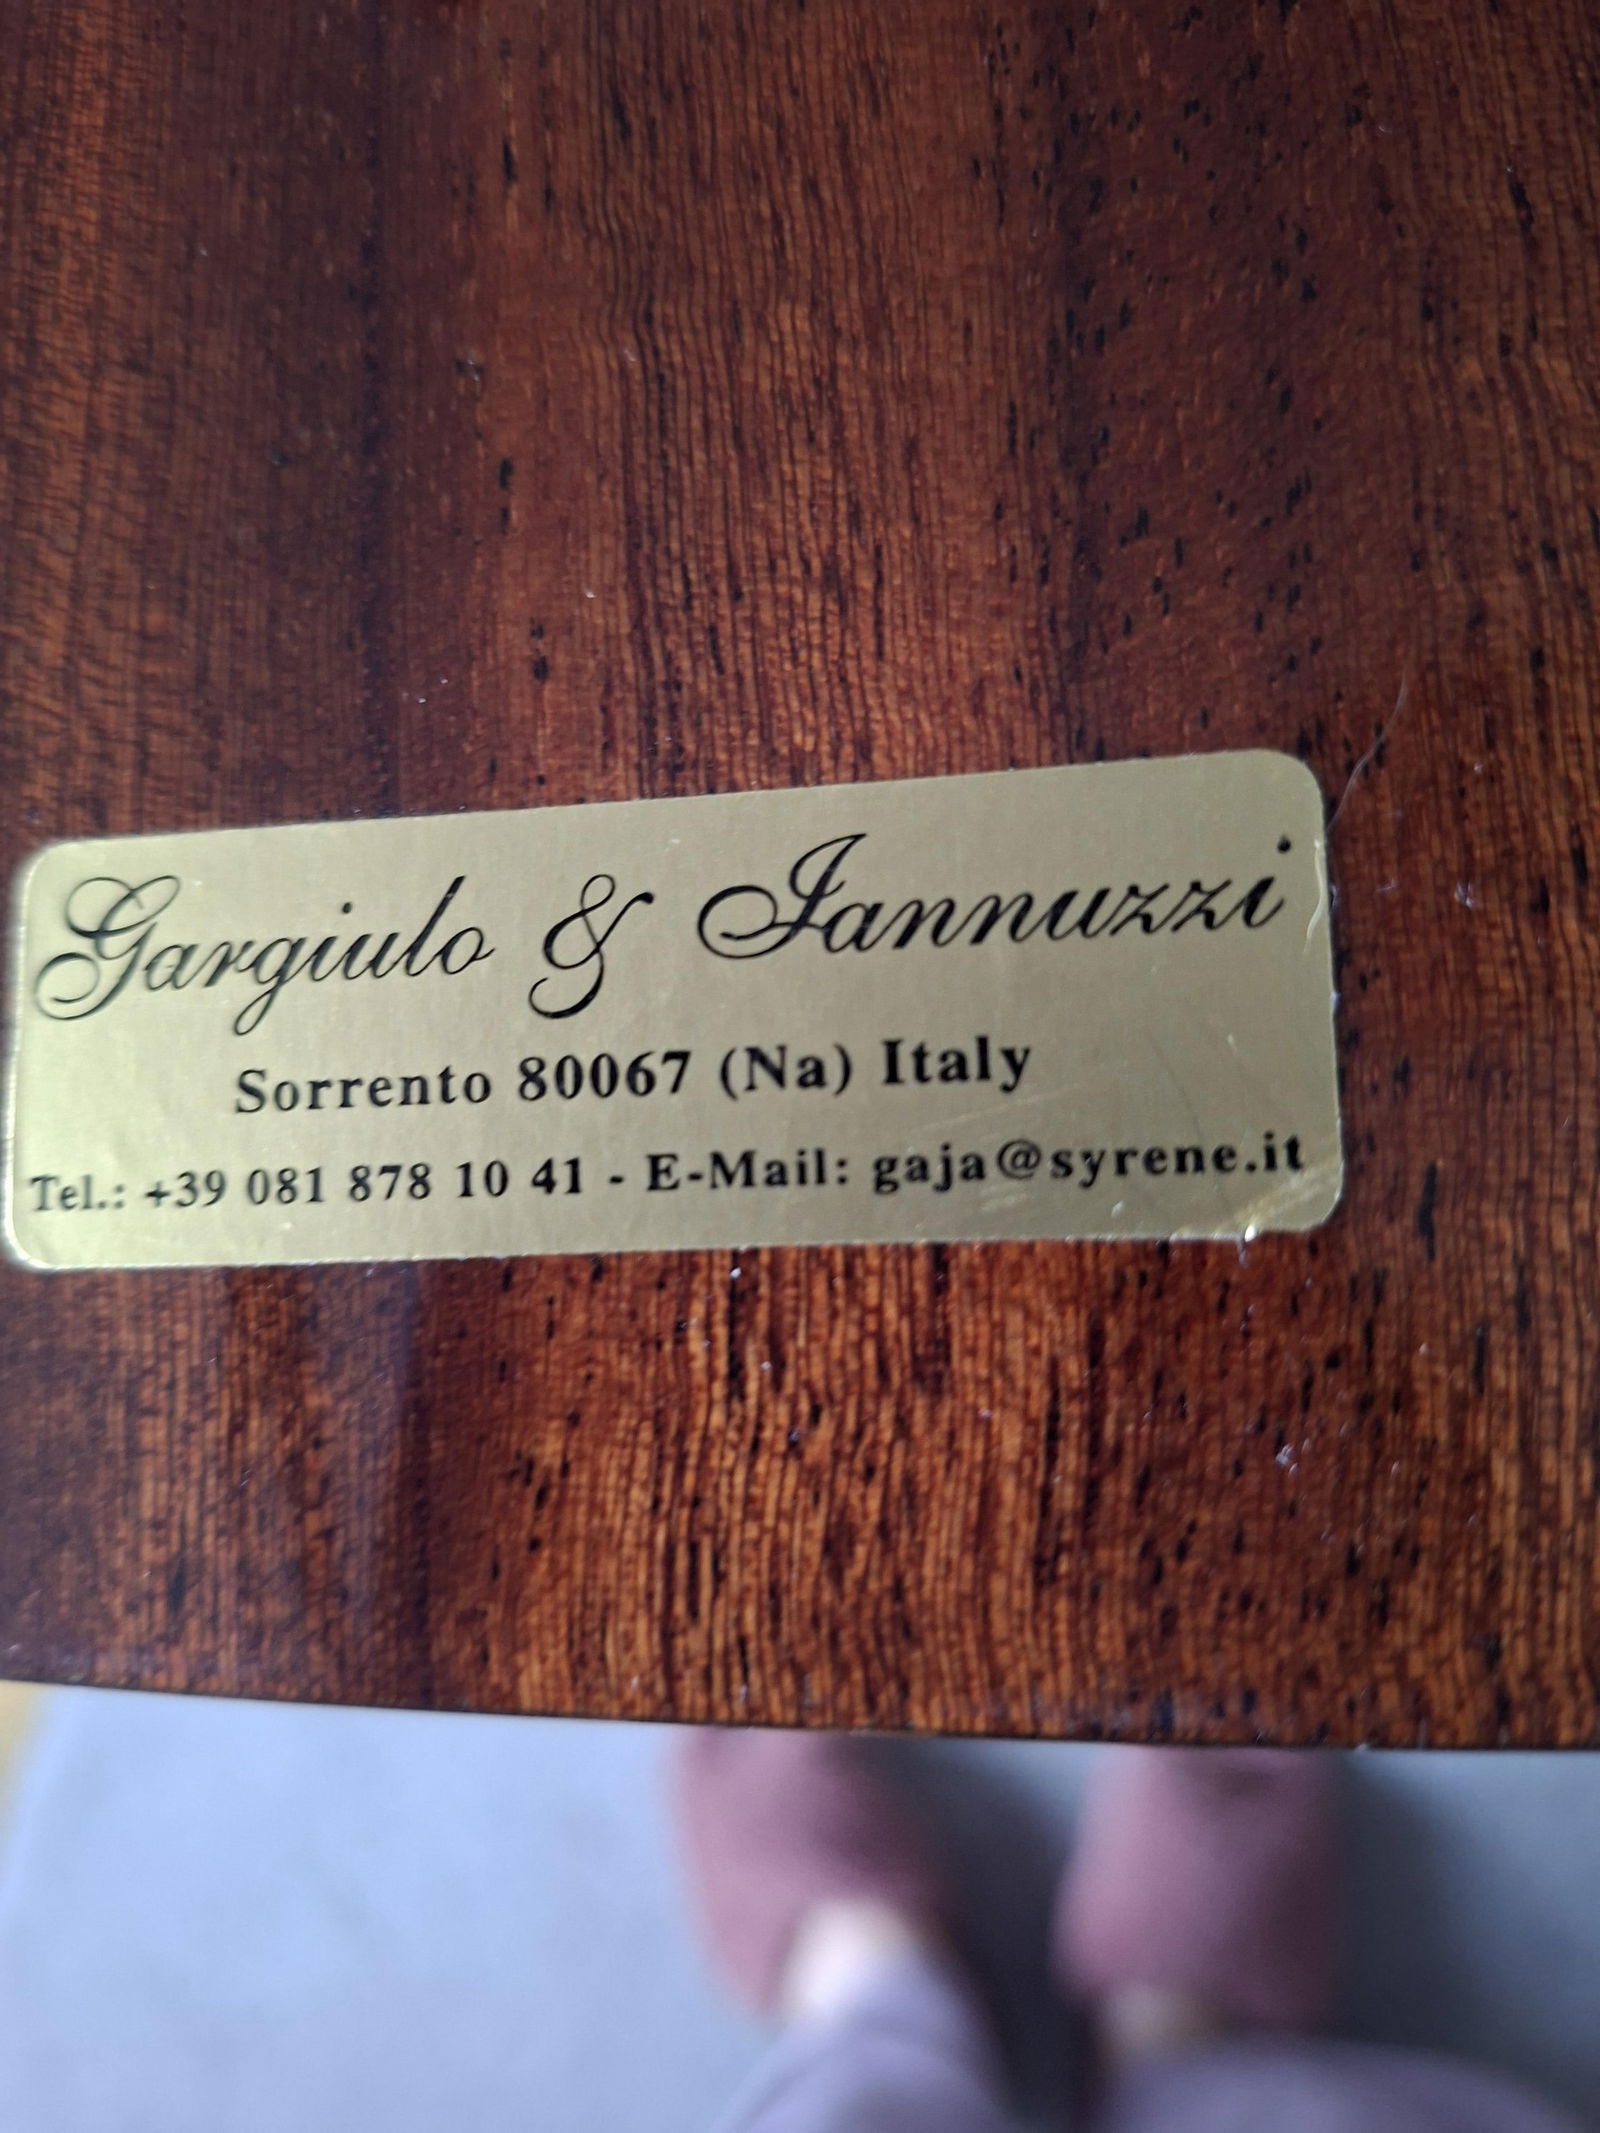 Gargiulo & Iannuzzi
Sorrento 80067 (Na) Italy
Tel.: +39 081 878 10 41 - E-Mail: gaja@syrene.it